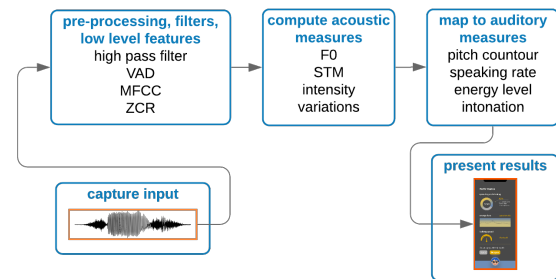 pre-processing, filters,
low level features
high pass filter
VAD
MFCC
ZCR
compute acoustic
measures
F0
STM
intensity
variations
map to auditory
measures
pitch countour
speaking rate
energy level
intonation
capture input
present results